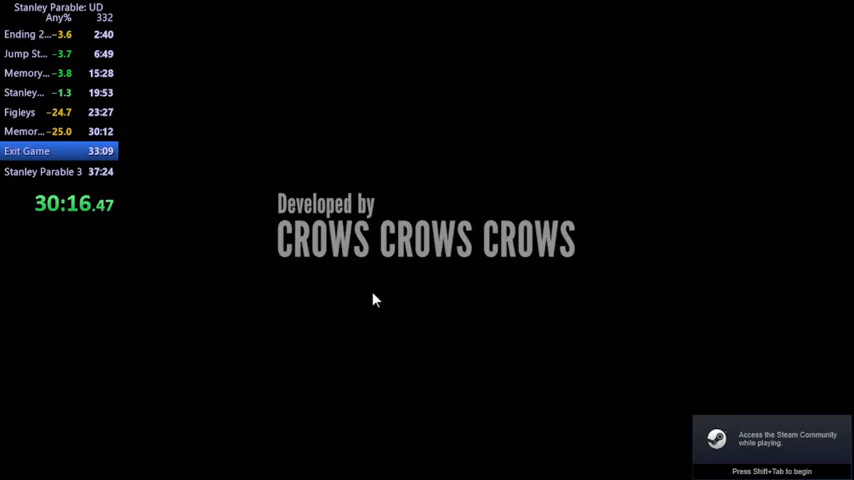 Stanley Parable: UD
Any% 332
Ending 2... -3.6 2:40
Jump St... -3.7 6:49
Memory... -3.8 15:28
Stanley... -1.3 19:53
Figleys -24.7 23:27
Memor... -25.0 30:12
Exit Game 33:09
Stanley Parable 3 37:24
30:16.47
Developed by
CROWS CROWS CROWS
Access the Steam Community
while playing.
Press Shift+Tab to begin